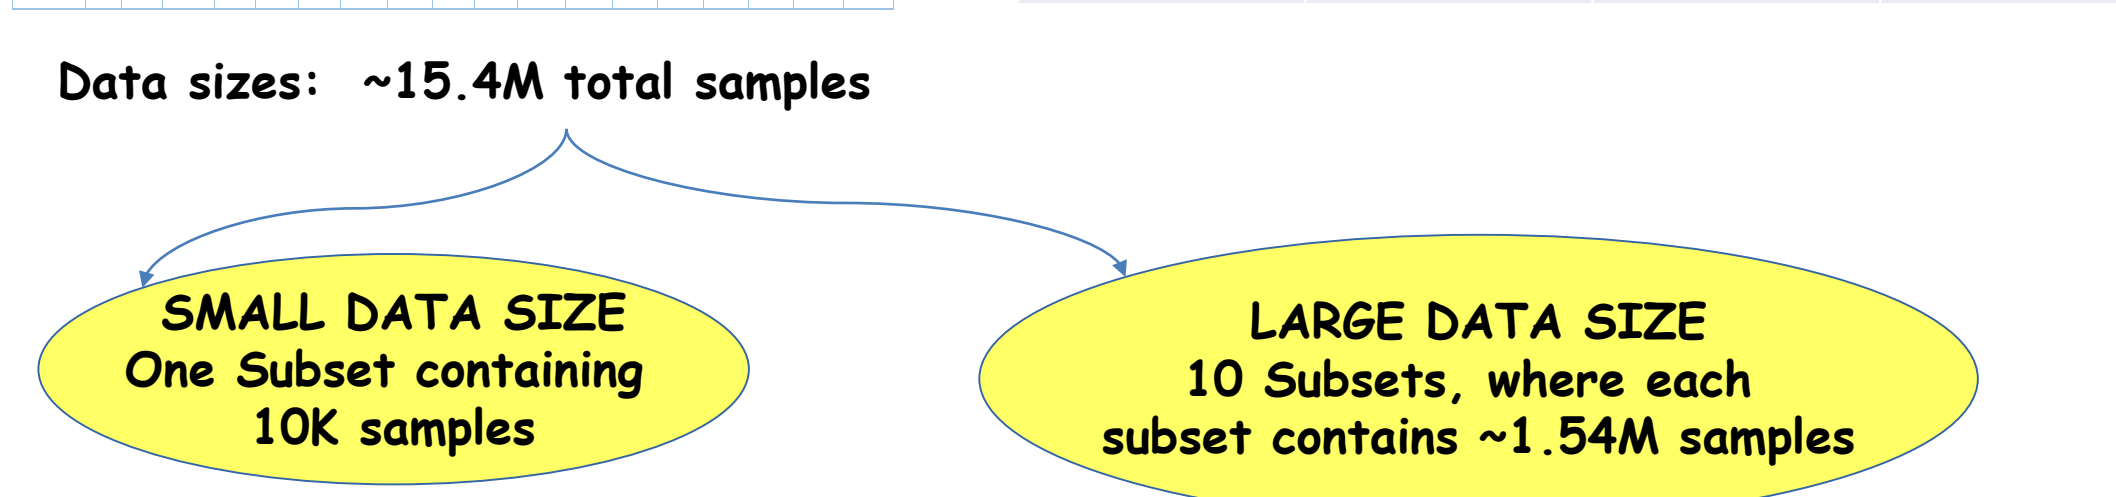 Data sizes: ~15.4M total samples
SMALL DATA SIZE
One Subset containing
10K samples
LARGE DATA SIZE
10 Subsets, where each
subset contains ~1.54M samples